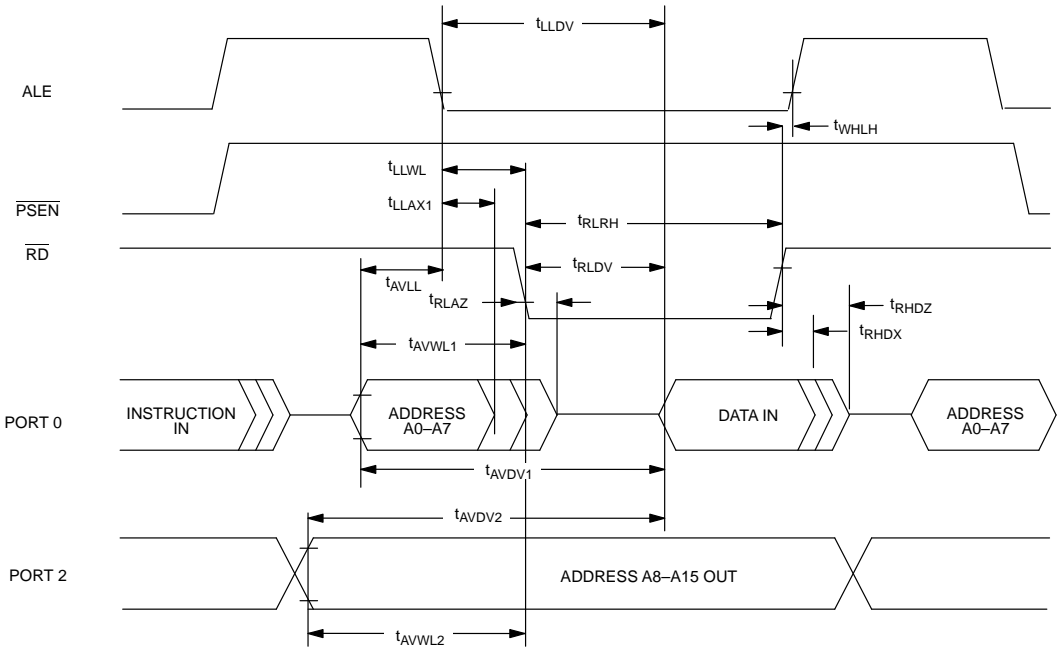 tLLDV
ALE
tWHLH
tLLWL
PSEN
tLLAX1
tRLRH
RD
tRLDV
tAVLL
tRLAZ
tRHDZ
tRHDX
tAVWL1
PORT 0
INSTRUCTION
IN
ADDRESS
A0–A7
DATA IN
ADDRESS
A0–A7
tAVDV1
tAVDV2
PORT 2
ADDRESS A8–A15 OUT
tAVWL2